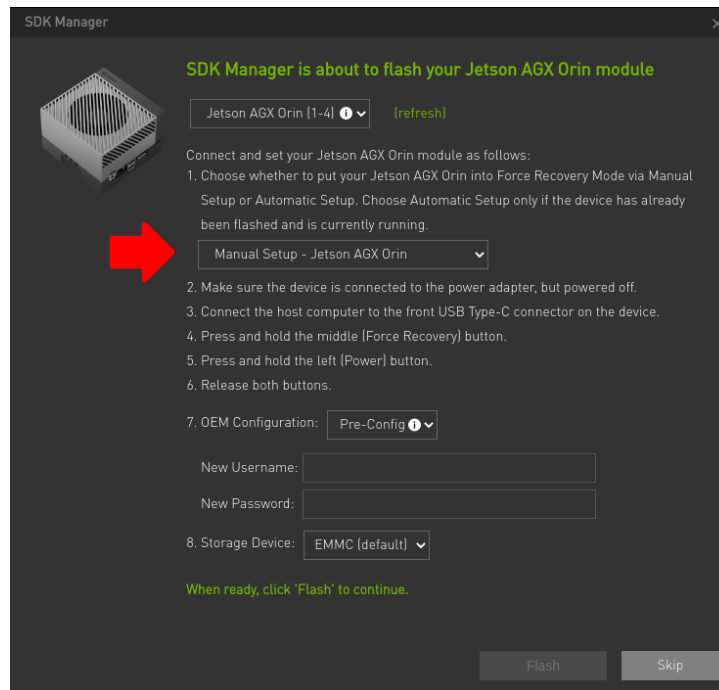 SDK Manager
SDK Manager is about to flash your Jetson AGX Orin module
Jetson AGX Orin [1-4]
(refresh)
Connect and set your Jetson AGX Orin module as follows:
1. Choose whether to put your Jetson AGX Orin into Force Recovery Mode via Manual
Setup or Automatic Setup. Choose Automatic Setup only if the device has already
been flashed and is currently running.
Manual Setup - Jetson AGX Orin
2. Make sure the device is connected to the power adapter, but powered off.
3. Connect the host computer to the front USB Type-C connector on the device.
4. Press and hold the middle (Force Recovery) button.
5. Press and hold the left (Power) button.
6. Release both buttons.
7. OEM Configuration: Pre-Config
New Username:
New Password:
8. Storage Device: EMMC (default)
When ready, click 'Flash' to continue.
Flash
Skip